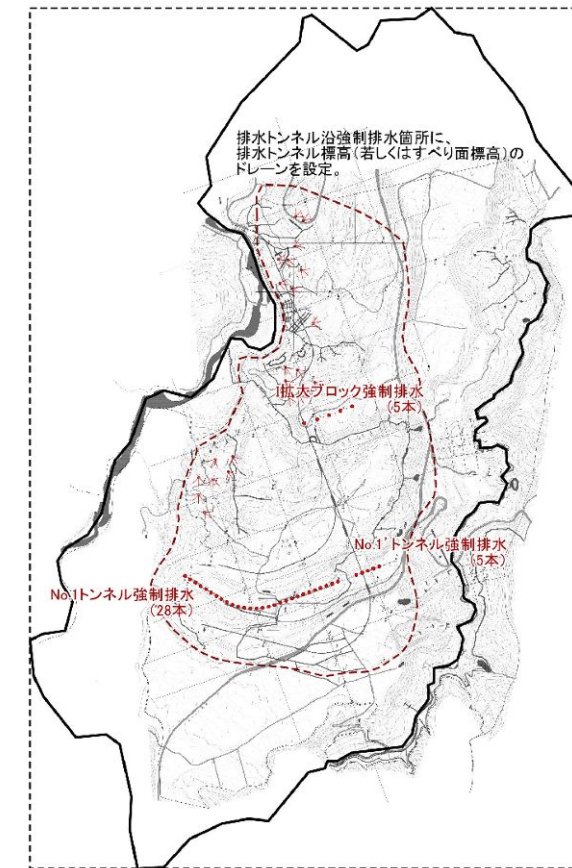 排水トンネル沿強制排水箇所に、
排水トンネル標高(若しくはすべり面標高)の
ドレーンを設定。
I拡大ブロック強制排水
(5本)
No.1'トンネル強制排水
(5本)
No.1トンネル強制排水
(28本)